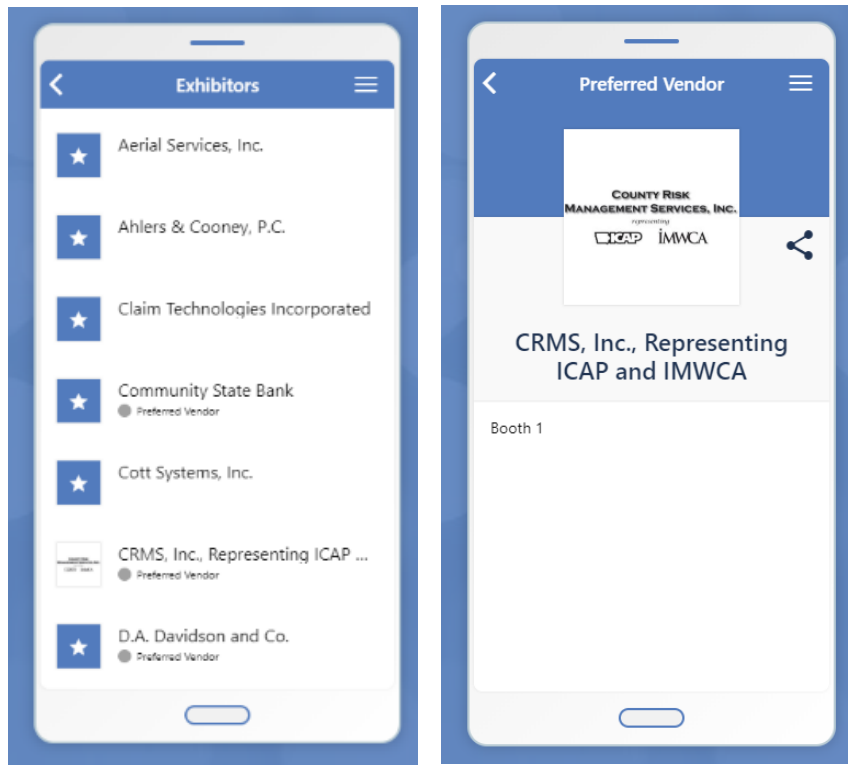 Exhibitors
Aerial Services, Inc.
Ahlers & Cooney, P.C.
Claim Technologies Incorporated
Community State Bank
Preferred Vendor
Cott Systems, Inc.
CRMS, Inc., Representing ICAP ...
Preferred Vendor
D.A. Davidson and Co.
Preferred Vendor
Preferred Vendor
COUNTY RISK
MANAGEMENT SERVICES, INC.
representing
ICAP IMWCA
CRMS, Inc., Representing
ICAP and IMWCA
Booth 1